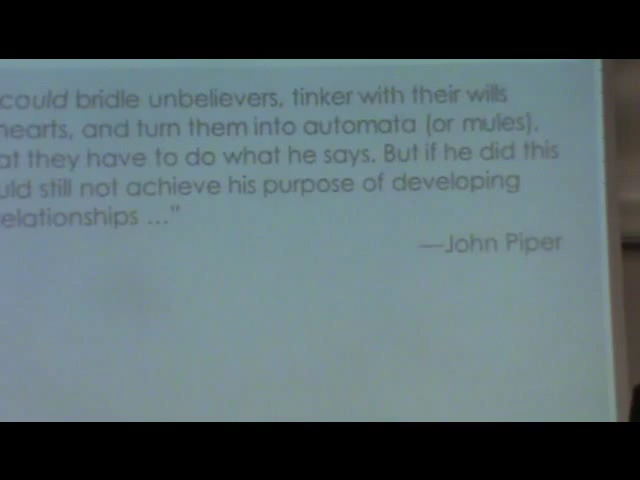 could bridle unbelievers, tinker with their wills
hearts, and turn them into automata (or mules),
at they have to do what he says. But if he did this
uld still not achieve his purpose of developing
elationships ..."
—John Piper